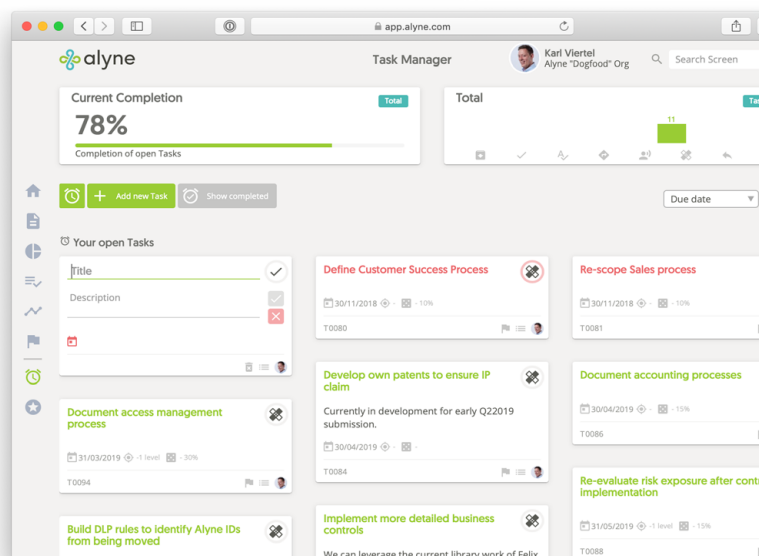 app.alyne.com
alyne
Task Manager
Karl Viertel
Alyne "Dogfood" Org
Search Screen
Current Completion
Total
78%
Completion of open Tasks
Total
11
Add new Task
Show completed
Due date
Your open Tasks
Title
Description
Define Customer Success Process
30/11/2018 - - 10%
T0080
Re-scope Sales process
30/11/2018 - - 10%
T0081
Develop own patents to ensure IP
claim
Currently in development for early Q22019
submission.
30/04/2019 - -
T0084
Document accounting processes
30/04/2019 - - 15%
T0086
Document access management
process
31/03/2019 -1 level - 30%
T0094
Re-evaluate risk exposure after
implementation
31/05/2019 -1 level - 15%
T0088
Build DLP rules to identify Alyne IDs
from being moved
Implement more detailed business
controls
We can leverage the current library work of Felix